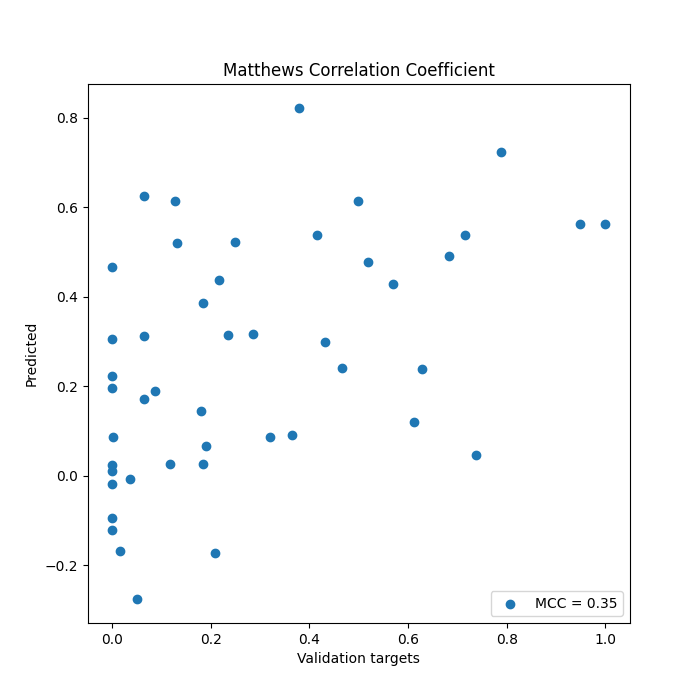 Matthews Correlation Coefficient
0.8
0.6
0.4
0.2
0.0
−0.2
Predicted
MCC = 0.35
0.0 0.2 0.4 0.6 0.8 1.0
Validation targets